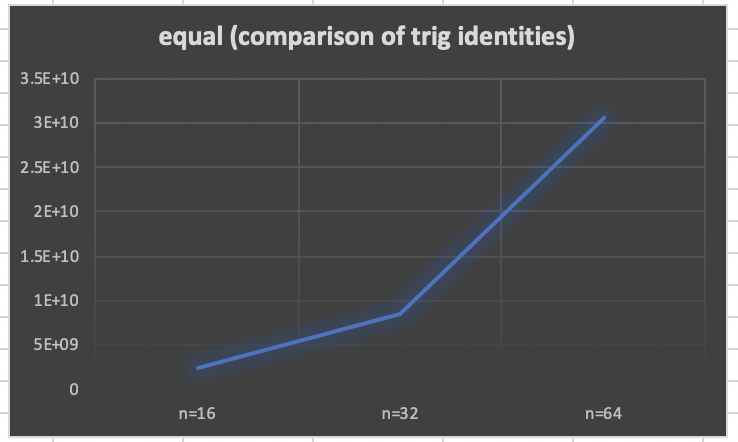 equal (comparison of trig identities)
3.5E+10
3E+10
2.5E+10
2E+10
1.5E+10
1E+10
5E+09
0
n=16 n=32 n=64